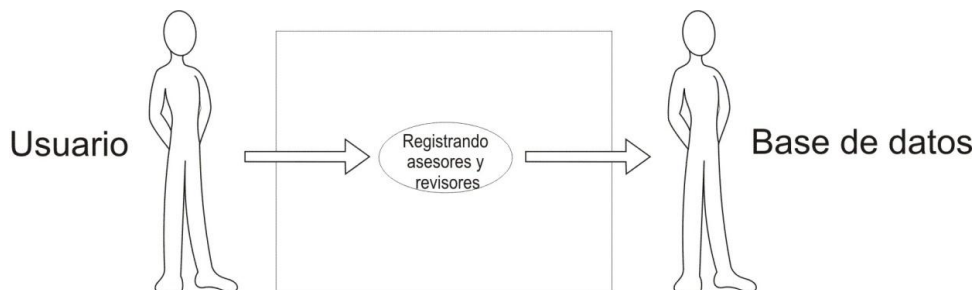 Usuario
Registrando
asesores y
revisores
Base de datos